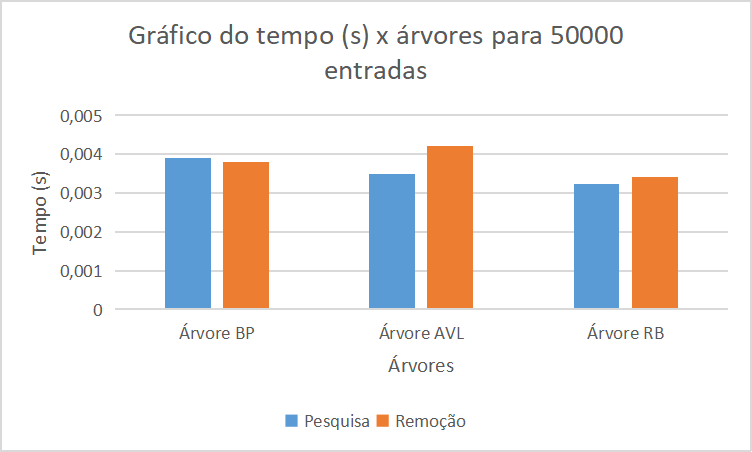 Gráfico do tempo (s) x árvores para 50000
entradas
0,005
0,004
0,003
0,002
0,001
0
Tempo (s)
Árvore BP
Árvore AVL
Árvore RB
Árvores
Pesquisa
Remoção